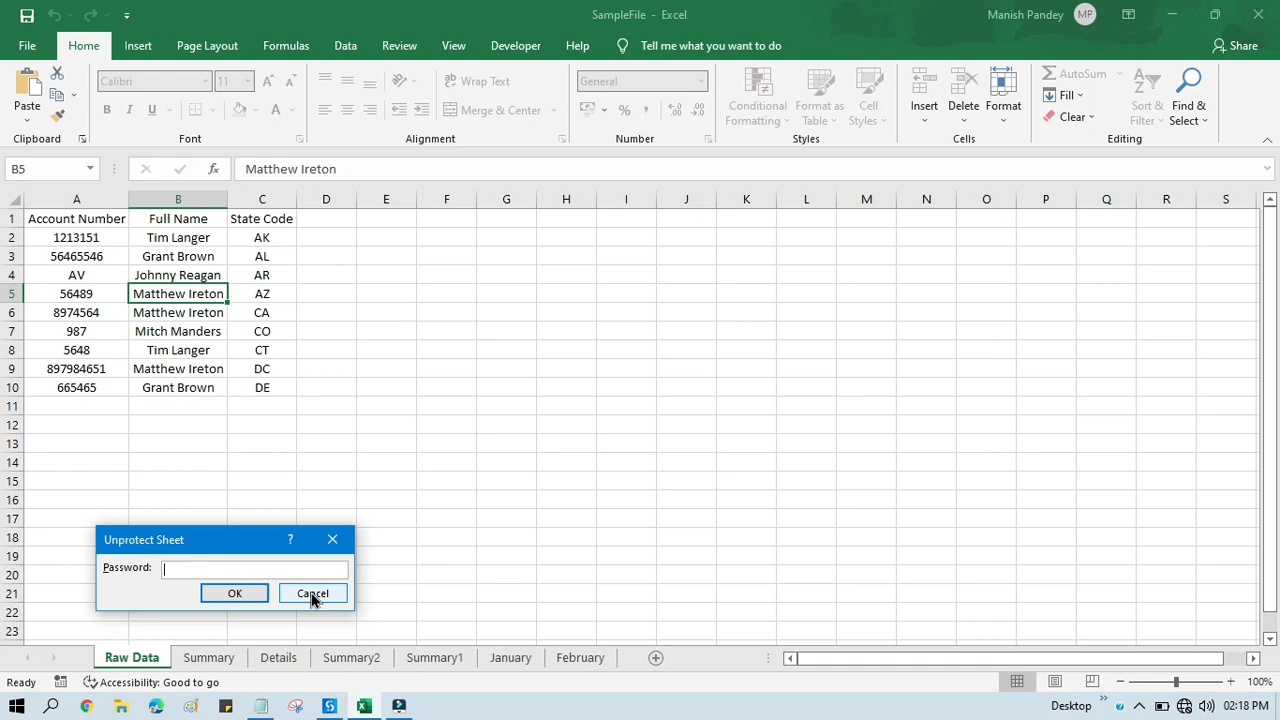 SampleFile - Excel
Manish Pandey MP
File Home Insert Page Layout Formulas Data Review View Developer Help Tell me what you want to do Share
Paste
Calibri 11
Wrap Text
General
Conditional Formatting
Format as Table
Cell Styles
Insert
Delete
Format
AutoSum
Fill
Clear
Sort & Filter
Find & Select
B I U A
Merge & Center
Clipboard Font Alignment Number Styles Cells Editing
B5 fx Matthew Ireton
A B C D E F G H I J K L M N O P Q R S
1 Account Number Full Name State Code
2 1213151 Tim Langer AK
3 56465546 Grant Brown AL
4 AV Johnny Reagan AR
5 56489 Matthew Ireton AZ
6 8974564 Matthew Ireton CA
7 987 Mitch Manders CO
8 5648 Tim Langer CT
9 897984651 Matthew Ireton DC
10 665465 Grant Brown DE
11
12
13
14
15
16
17
18
19
20
21
22
23
Unprotect Sheet ?
Password:
OK Cancel
Raw Data Summary Details Summary2 Summary1 January February
Ready Accessibility: Good to go 100%
Desktop 02:18 PM